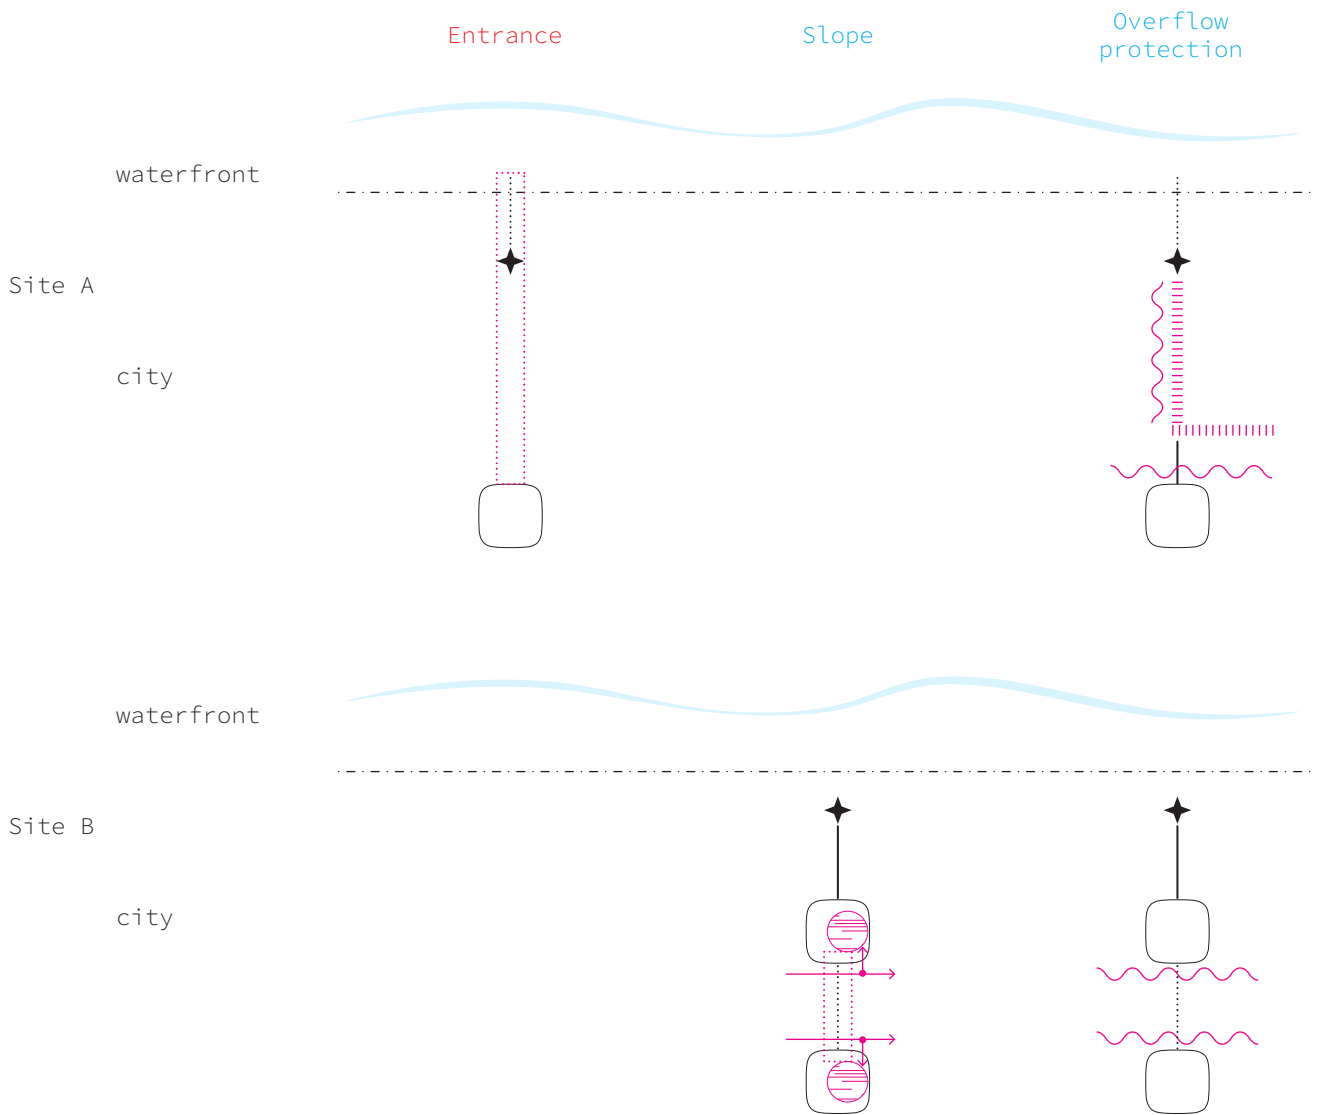 Entrance
Slope
Overflow
protection
waterfront
Site A
city
waterfront
Site B
city